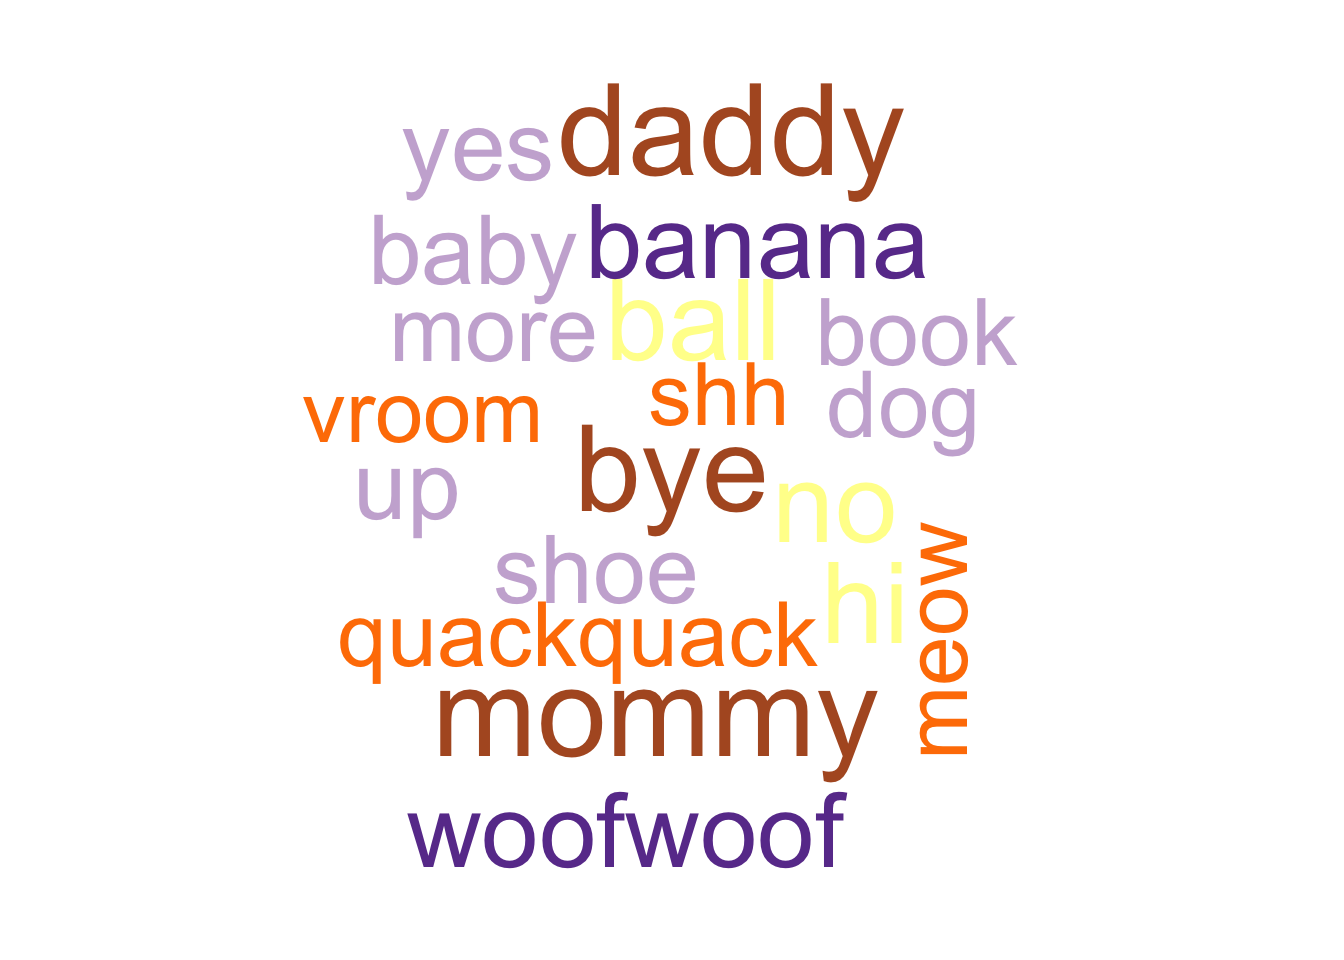 yes daddy
baby banana
more ball book
vroom shh dog
up bye no
shoe hi meow
quackquack
mommy
woofwoof